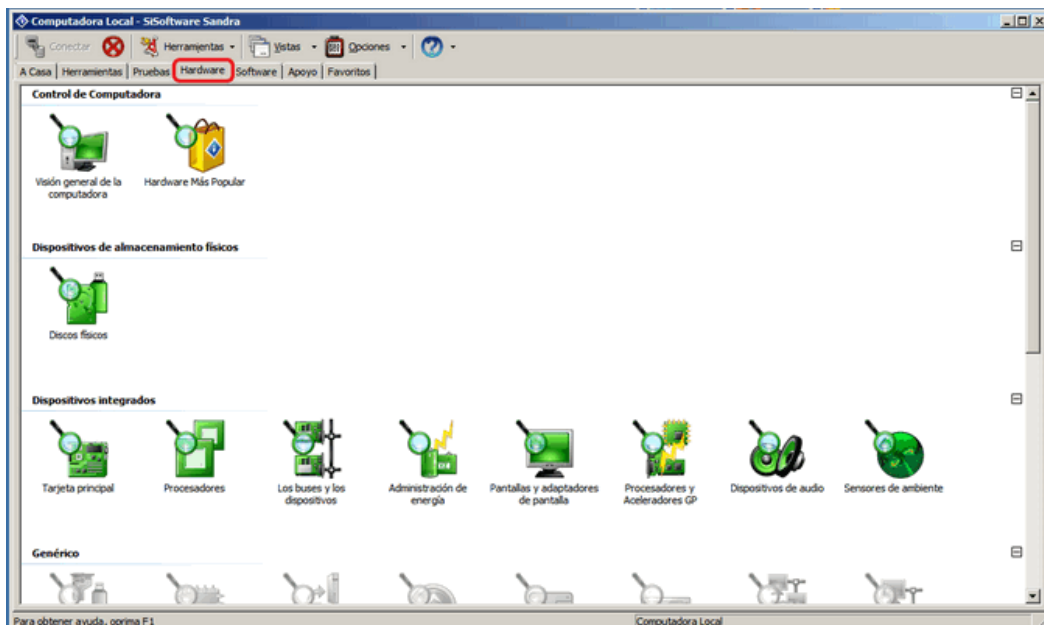 Computadora Local - SiSoftware Sandra
Conectar Herramientas Vistas Opciones
A Casa Herramientas Pruebas Hardware Software Apoyo Favoritos
Control de Computadora
Visión general de la computadora
Hardware Más Popular
Dispositivos de almacenamiento físicos
Discos físicos
Dispositivos integrados
Tarjeta principal
Procesadores
Los buses y los dispositivos
Administración de energía
Pantallas y adaptadores de pantalla
Procesadores y Aceleradores GP
Dispositivos de audio
Sensores de ambiente
Genérico
Para obtener ayuda, oprima F1
Computadora Local